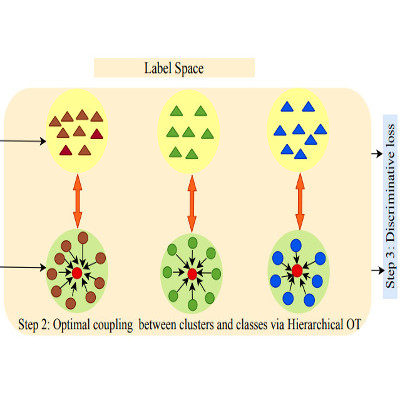 Label Space
Step 3: Discriminative loss
Step 2: Optimal coupling between clusters and classes via Hierarchical OT